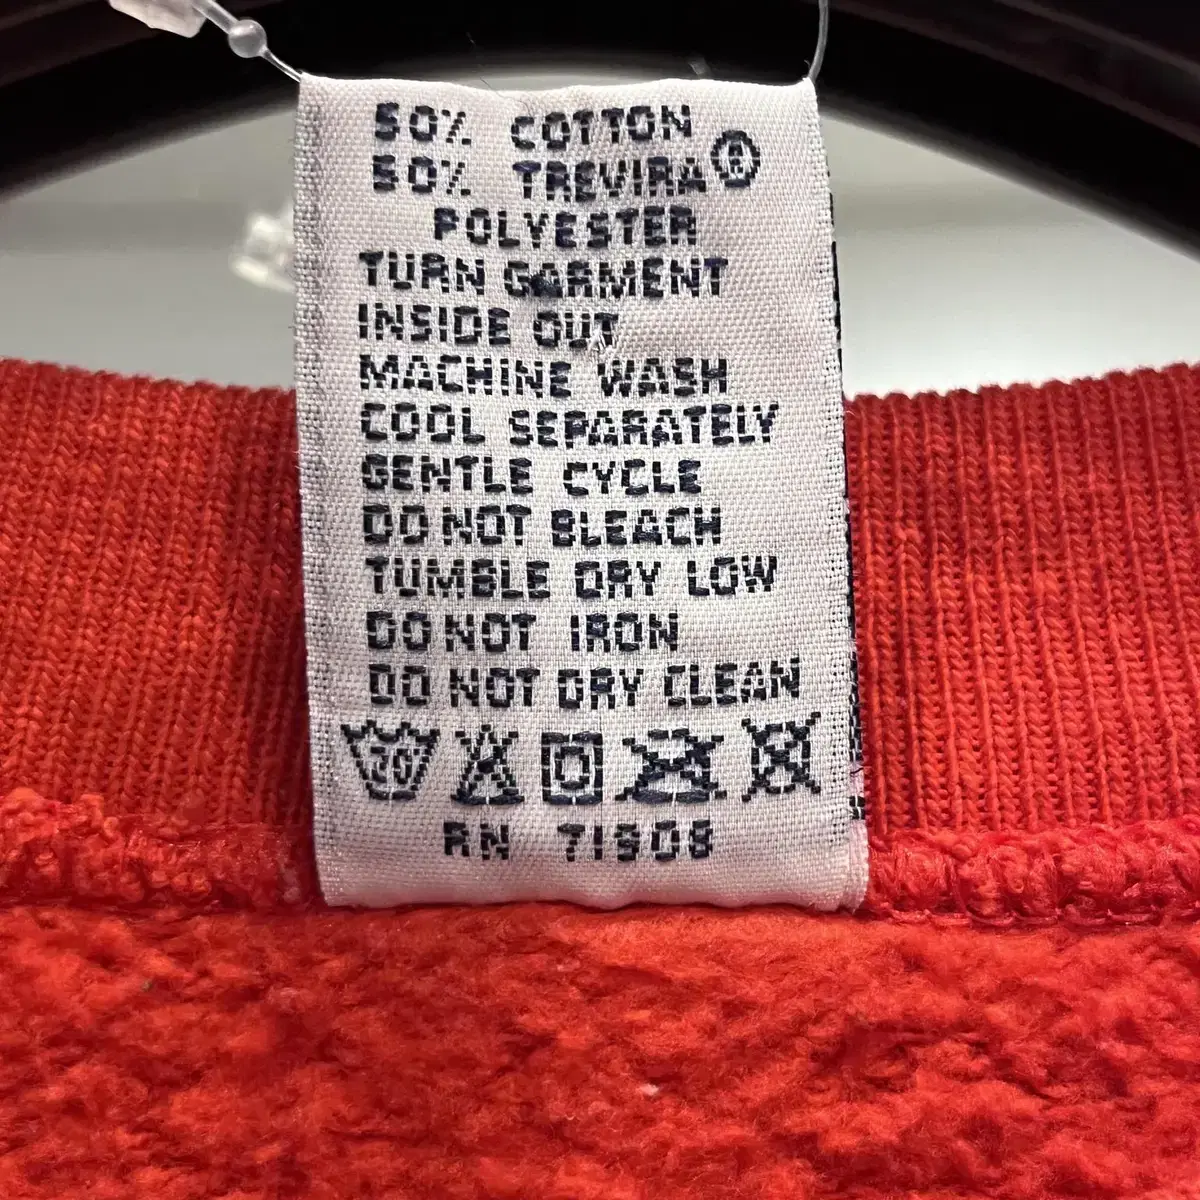 50% COTTON
50% TREVIRA®
POLYESTER
TURN GARMENT
INSIDE OUT
MACHINE WASH
COOL SEPARATELY
GENTLE CYCLE
DO NOT BLEACH
TUMBLE DRY LOW
DO NOT IRON
DO NOT DRY CLEAN
30°
RN 71908